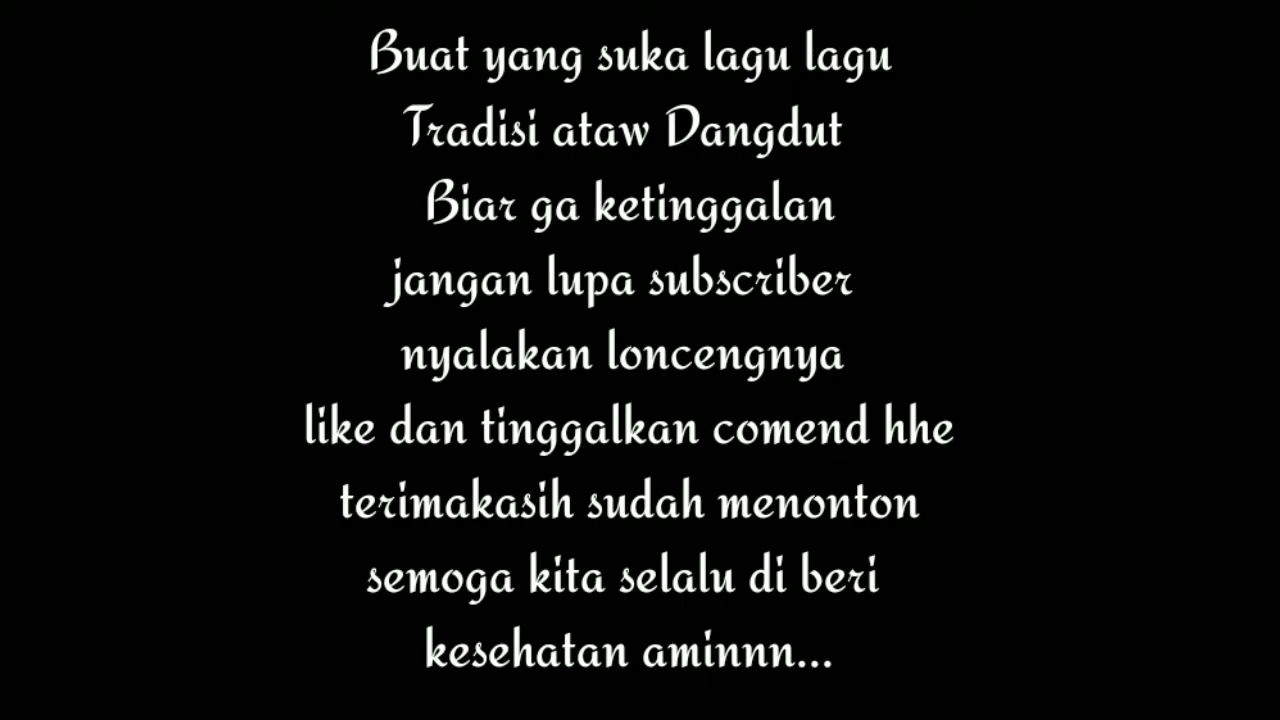 Buat yang suka lagu lagu
Tradisi ataw Dangdut
Biar ga ketinggalan
jangan lupa subscriber
nyalakan loncengnya
like dan tinggalkan comend hhe
terimakasih sudah menonton
semoga kita selalu di beri
kesehatan aminnn...